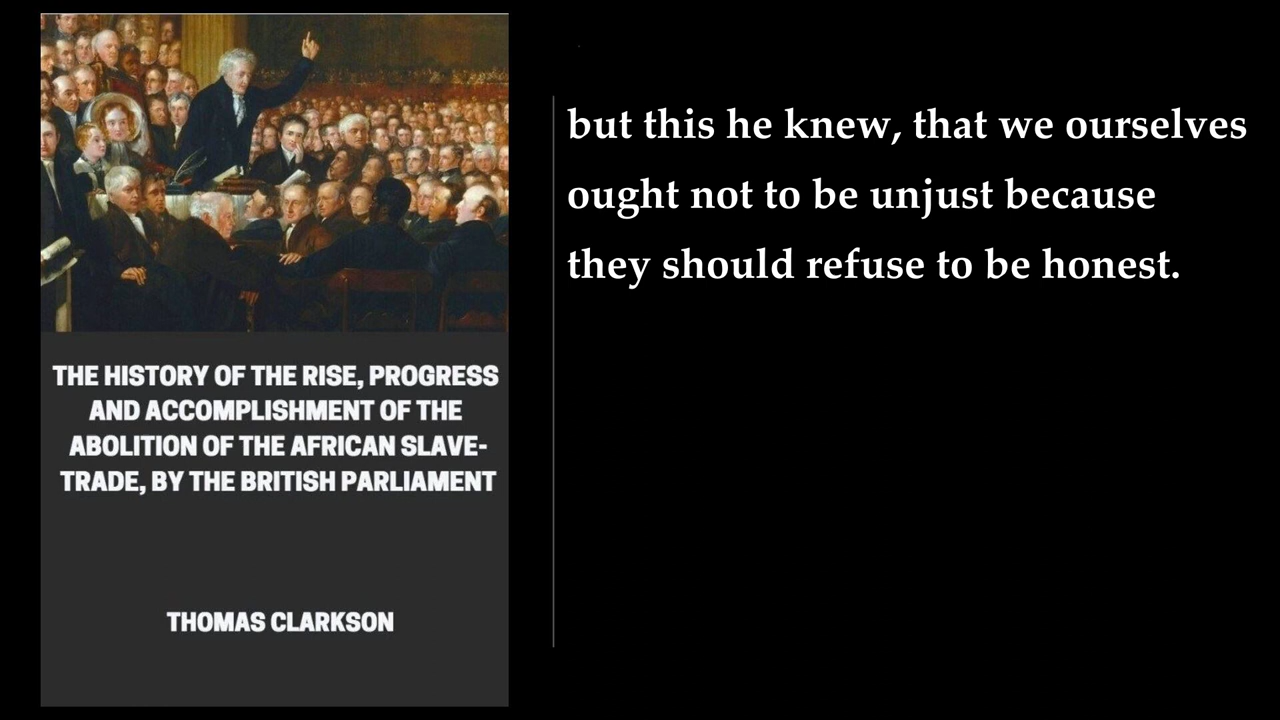 THE HISTORY OF THE RISE, PROGRESS
AND ACCOMPLISHMENT OF THE
ABOLITION OF THE AFRICAN SLAVE-
TRADE, BY THE BRITISH PARLIAMENT
THOMAS CLARKSON
but this he knew, that we ourselves
ought not to be unjust because
they should refuse to be honest.